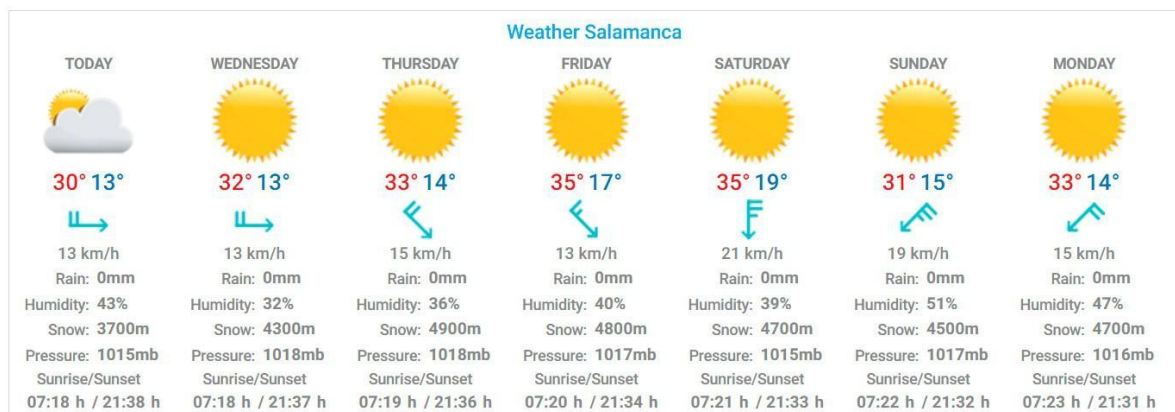 Weather Salamanca
TODAY WEDNESDAY THURSDAY FRIDAY SATURDAY SUNDAY MONDAY
30° 13° 32° 13° 33° 14° 35° 17° 35° 19° 31° 15° 33° 14°
13 km/h 13 km/h 15 km/h 13 km/h 21 km/h 19 km/h 15 km/h
Rain: 0mm Rain: 0mm Rain: 0mm Rain: 0mm Rain: 0mm Rain: 0mm Rain: 0mm
Humidity: 43% Humidity: 32% Humidity: 36% Humidity: 40% Humidity: 39% Humidity: 51% Humidity: 47%
Snow: 3700m Snow: 4300m Snow: 4900m Snow: 4800m Snow: 4700m Snow: 4500m Snow: 4700m
Pressure: 1015mb Pressure: 1018mb Pressure: 1018mb Pressure: 1017mb Pressure: 1015mb Pressure: 1017mb Pressure: 1016mb
Sunrise/Sunset Sunrise/Sunset Sunrise/Sunset Sunrise/Sunset Sunrise/Sunset Sunrise/Sunset Sunrise/Sunset
07:18 h / 21:38 h 07:18 h / 21:37 h 07:19 h / 21:36 h 07:20 h / 21:34 h 07:21 h / 21:33 h 07:22 h / 21:32 h 07:23 h / 21:31 h